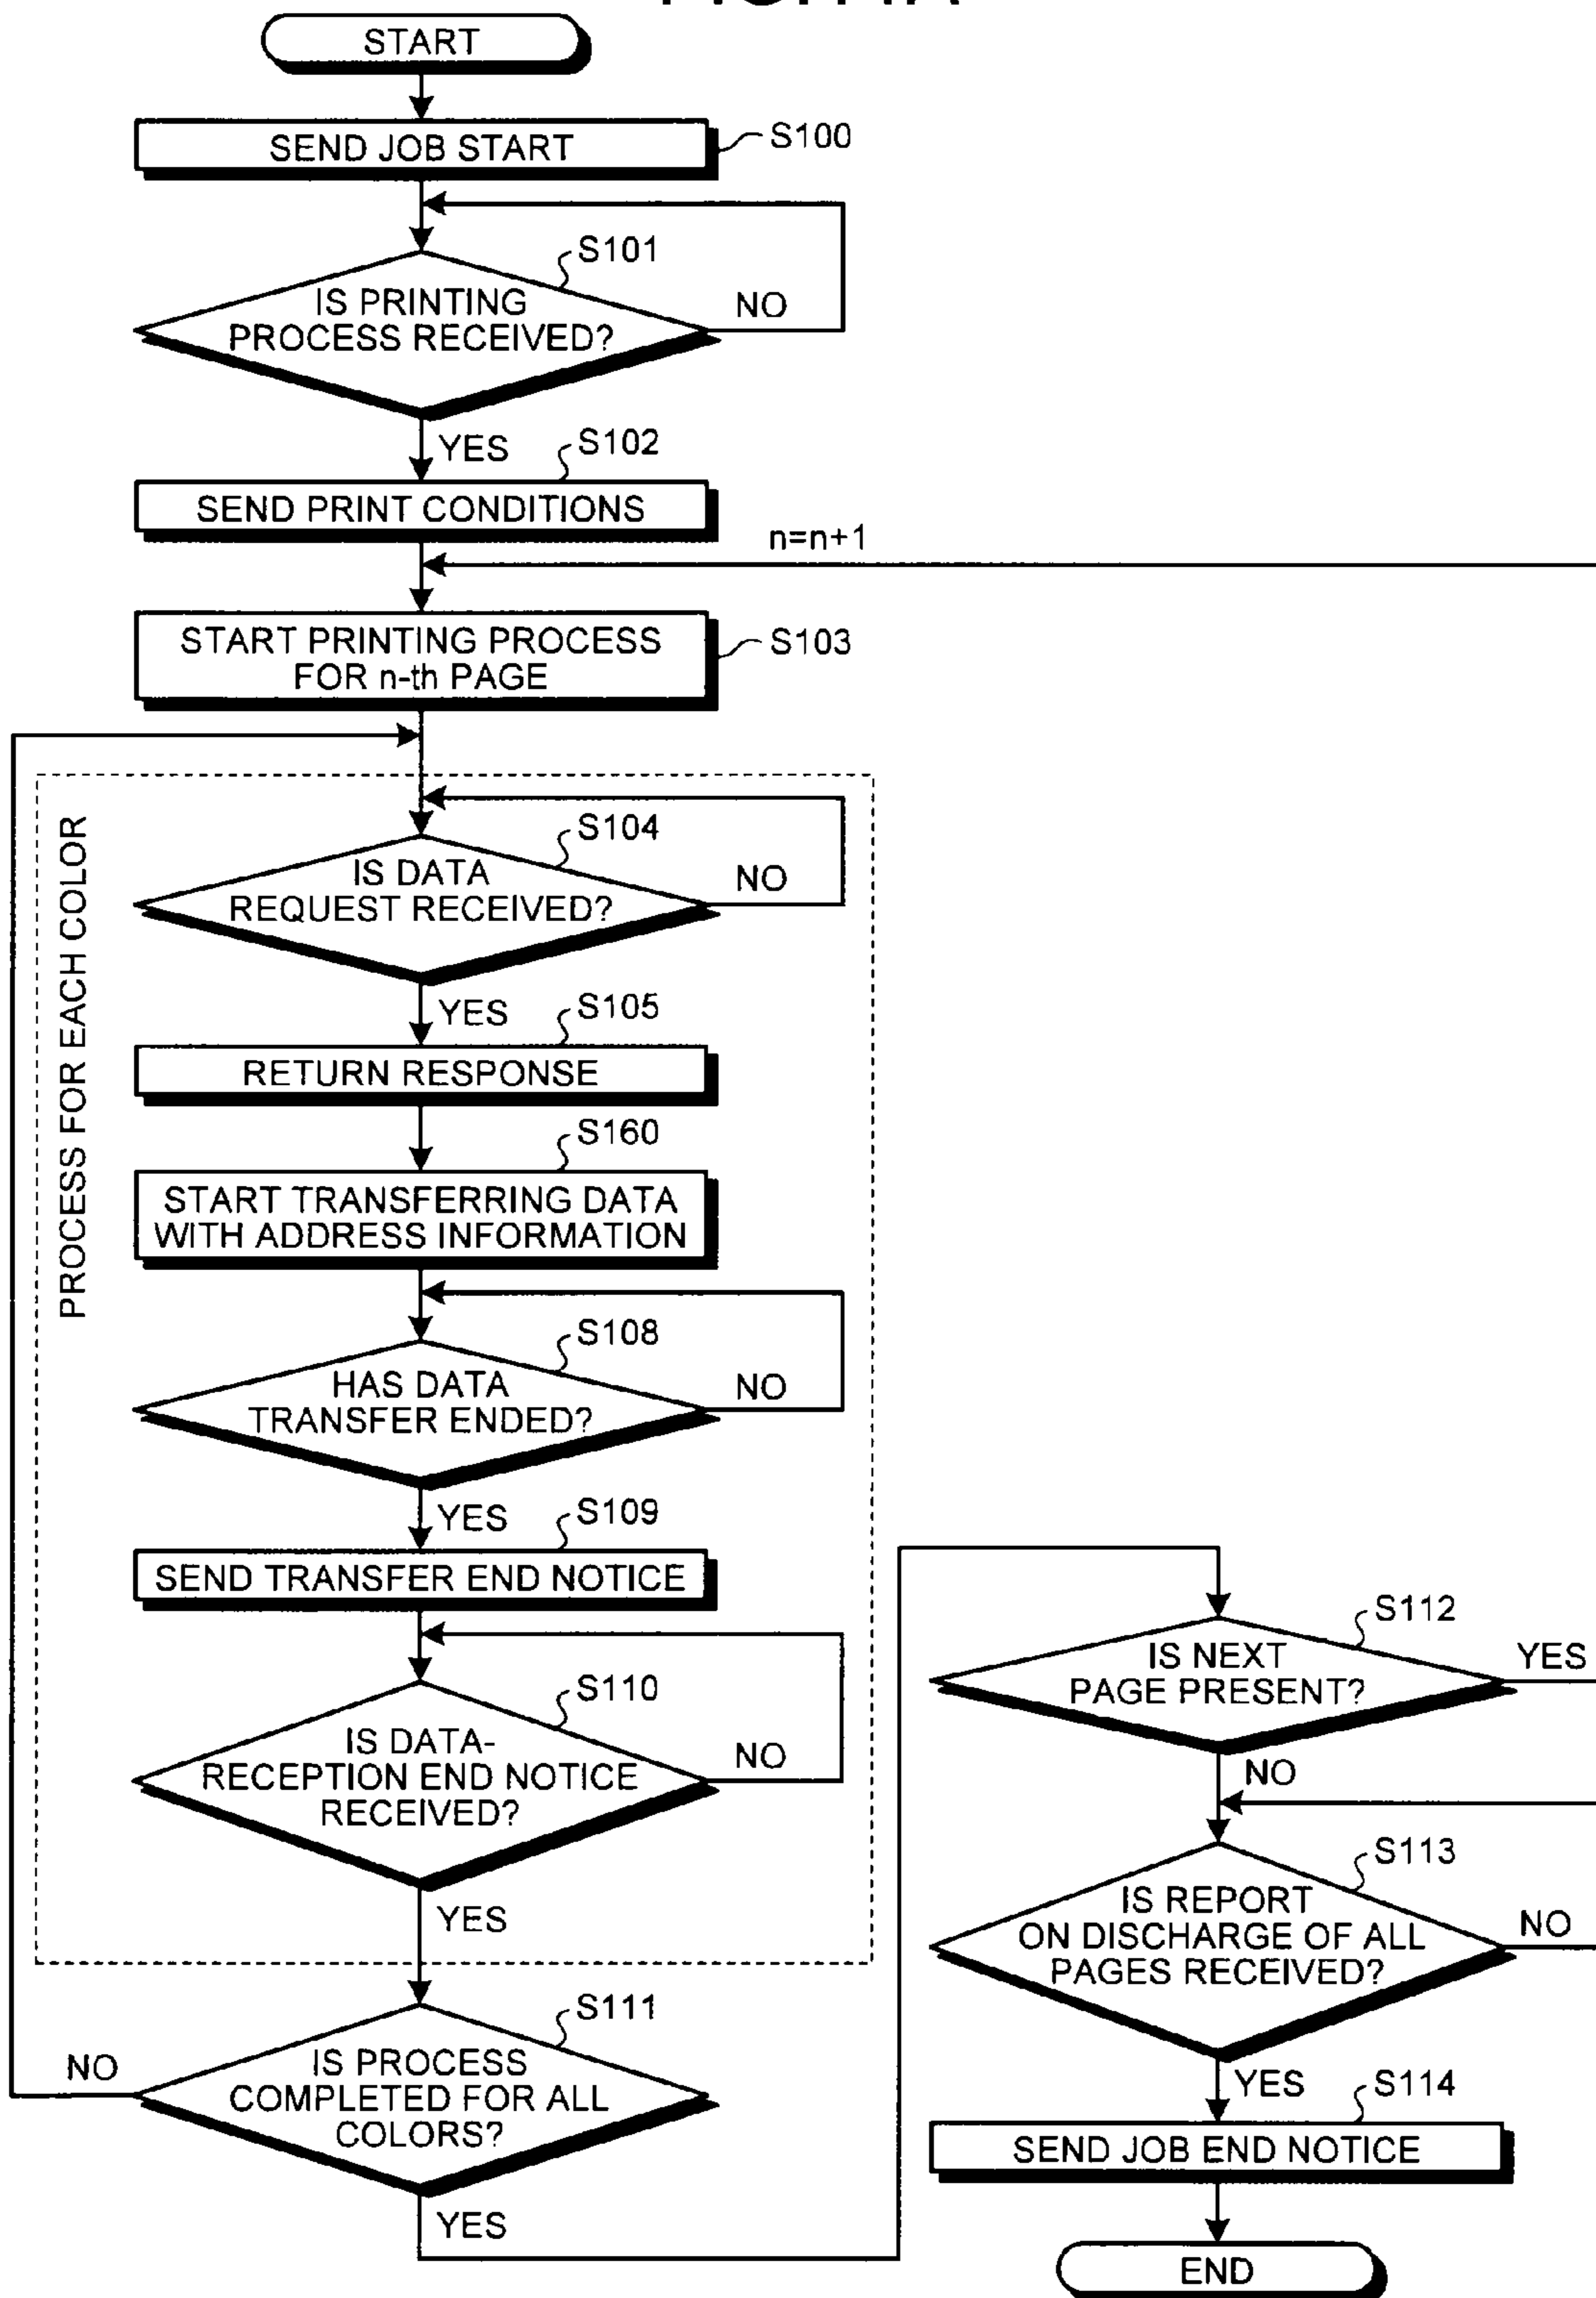 START
SEND JOB START
S100
S101
IS PRINTING
PROCESS RECEIVED?
NO
YES
S102
SEND PRINT CONDITIONS
n=n+1
START PRINTING PROCESS
FOR n-th PAGE
S103
PROCESS FOR EACH COLOR
S104
IS DATA
REQUEST RECEIVED?
NO
YES
S105
RETURN RESPONSE
S160
START TRANSFERRING DATA
WITH ADDRESS INFORMATION
S108
HAS DATA
TRANSFER ENDED?
NO
YES
S109
SEND TRANSFER END NOTICE
S110
IS DATA-
RECEPTION END NOTICE
RECEIVED?
NO
YES
S111
IS PROCESS
COMPLETED FOR ALL
COLORS?
NO
YES
S112
IS NEXT
PAGE PRESENT?
YES
NO
S113
IS REPORT
ON DISCHARGE OF ALL
PAGES RECEIVED?
NO
YES
S114
SEND JOB END NOTICE
END